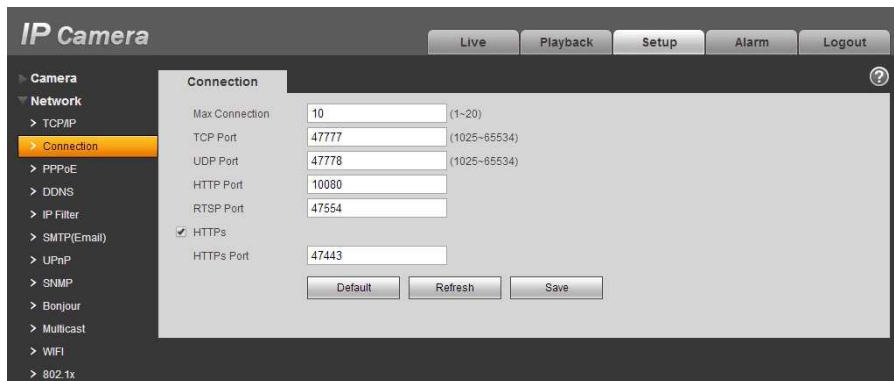 IP Camera
Live Playback Setup Alarm Logout
Camera
Network
> TCP/IP
> Connection
> PPPoE
> DDNS
> IP Filter
> SMTP(Email)
> UPnP
> SNMP
> Bonjour
> Multicast
> WIFI
> 802.1x
Connection
?
Max Connection 10 (1~20)
TCP Port 47777 (1025~65534)
UDP Port 47778 (1025~65534)
HTTP Port 10080
RTSP Port 47554
HTTPs
HTTPs Port 47443
Default Refresh Save